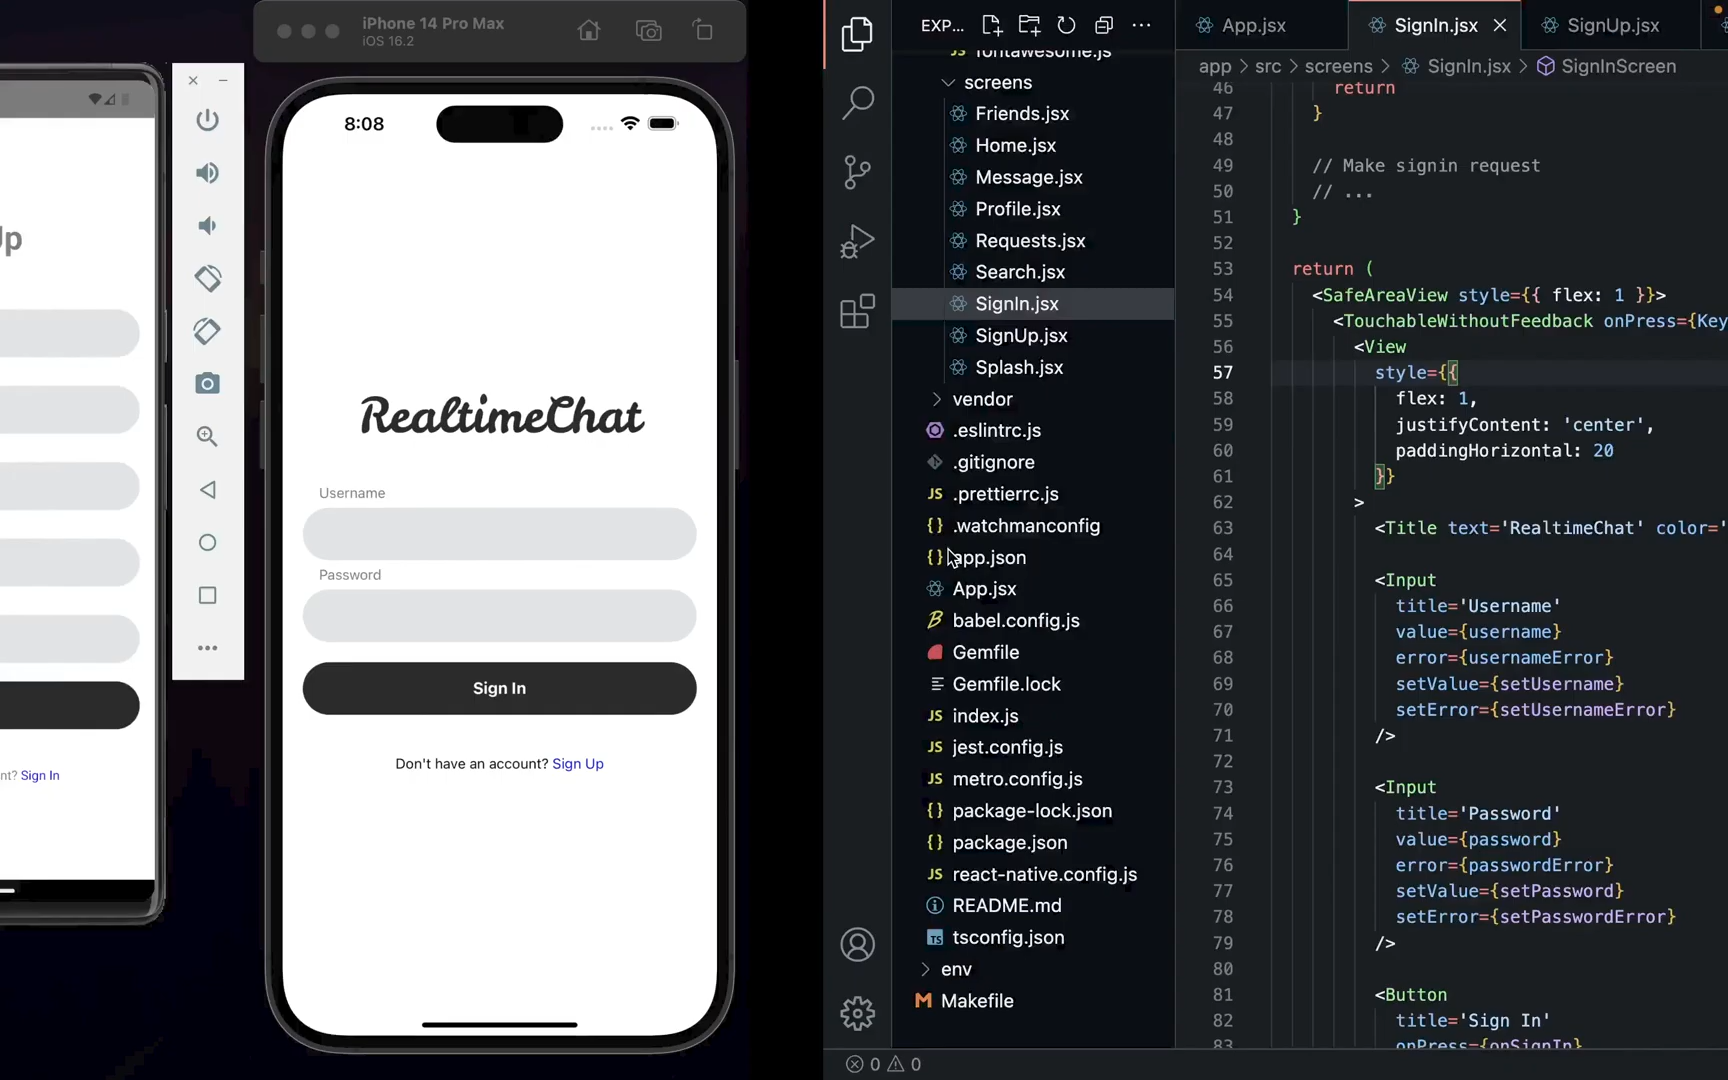 iPhone 14 Pro Max
iOS 16.2
Up
nt? Sign In
8:08
RealtimeChat
Username
Password
Sign In
Don't have an account? Sign Up
EXP...
fontawesome.js
screens
Friends.jsx
Home.jsx
Message.jsx
Profile.jsx
Requests.jsx
Search.jsx
SignIn.jsx
SignUp.jsx
Splash.jsx
vendor
.eslintrc.js
.gitignore
.prettierrc.js
.watchmanconfig
app.json
App.jsx
babel.config.js
Gemfile
Gemfile.lock
index.js
jest.config.js
metro.config.js
package-lock.json
package.json
react-native.config.js
README.md
tsconfig.json
env
Makefile
0 0
App.jsx SignIn.jsx SignUp.jsx
app > src > screens > SignIn.jsx > SignInScreen
46 return
47 }
48
49 // Make signin request
50 // ...
51 }
52
53 return (
54 <SafeAreaView style={{ flex: 1 }}>
55 <TouchableWithoutFeedback onPress={Key
56 <View
57 style={{
58 flex: 1,
59 justifyContent: 'center',
60 paddingHorizontal: 20
61 }}
62 >
63 <Title text='RealtimeChat' color='
64
65 <Input
66 title='Username'
67 value={username}
68 error={usernameError}
69 setValue={setUsername}
70 setError={setUsernameError}
71 />
72
73 <Input
74 title='Password'
75 value={password}
76 error={passwordError}
77 setValue={setPassword}
78 setError={setPasswordError}
79 />
80
81 <Button
82 title='Sign In'
83 onPress={onSignIn}